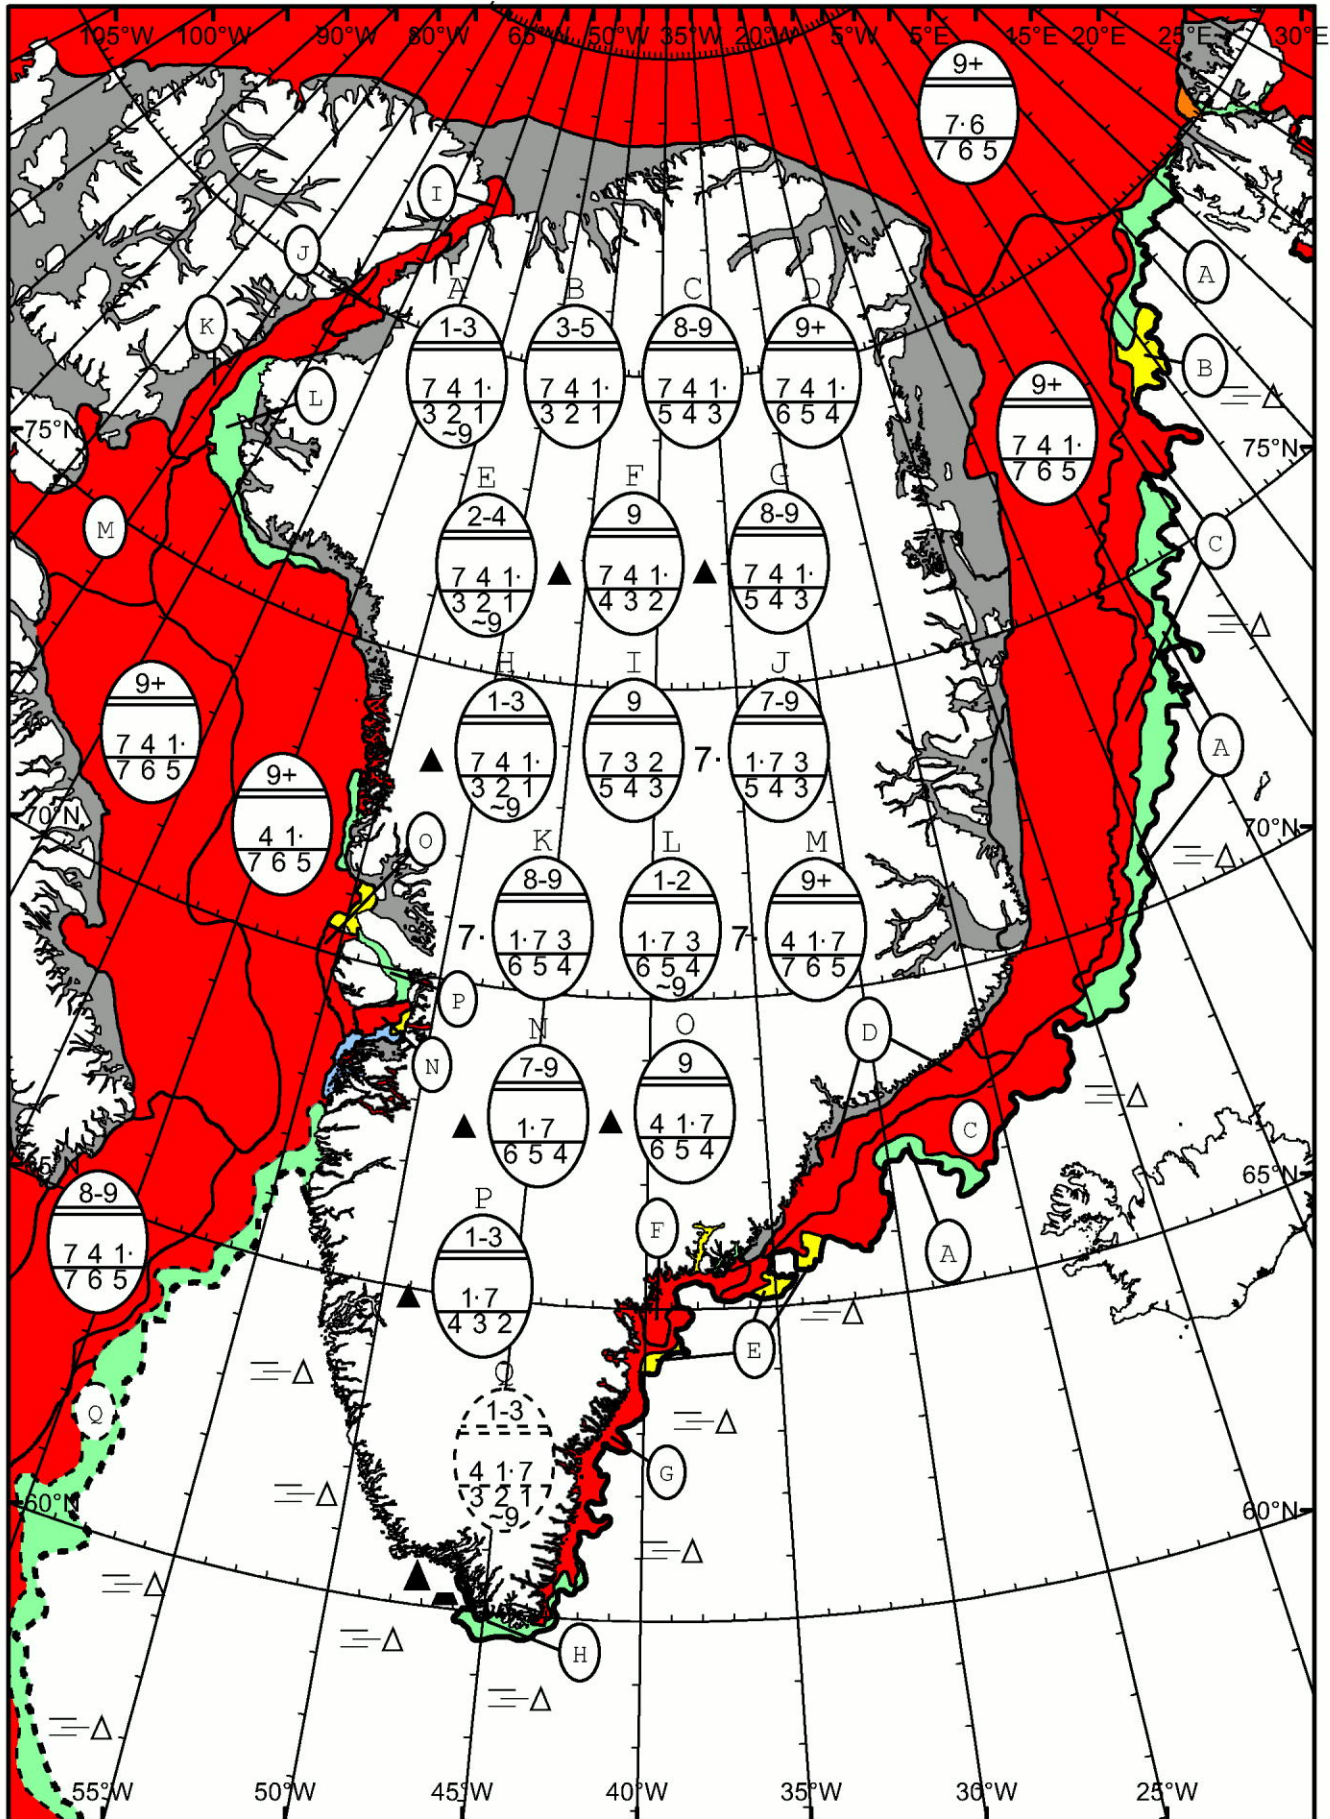 105°W 100°W 90°W 80°W 65°W 50°W 35°W 20°W 5°W 5°E 15°E 20°E 25°E 30°E
9+
7·6
7 6 5
I
J
K
L
M
A
B
A B C D
1-3 3-5 8-9 9+
7 4 1· 7 4 1· 7 4 1· 7 4 1·
3 2 1 3 2 1 5 4 3 6 5 4
~9
9+
7 4 1·
7 6 5
75°N
75°N
E F G
2-4 9 8-9
7 4 1· 7 4 1· 7 4 1·
3 2 1 4 3 2 5 4 3
~9
C
A
H I J
1-3 9 7-9
7 4 1· 7 3 2 7· 1·7 3
3 2 1 5 4 3 5 4 3
~9
9+
7 4 1·
7 6 5
9+
4 1·
7 6 5
70°N
70°N
O
K L M
8-9 1-2 9+
7· 1·7 3 1·7 3 7· 4 1·7
6 5 4 6 5 4 7 6 5
~9
P
N
D
C
A
N O
7-9 9
1·7 4 1·7
6 5 4 6 5 4
65°N
65°N
8-9
7 4 1·
7 6 5
P
1-3
1·7
4 3 2
F
E
G
Q
Q
1-3
4 1·7
3 2 1
~9
60°N
60°N
H
55°W 50°W 45°W 40°W 35°W 30°W 25°W